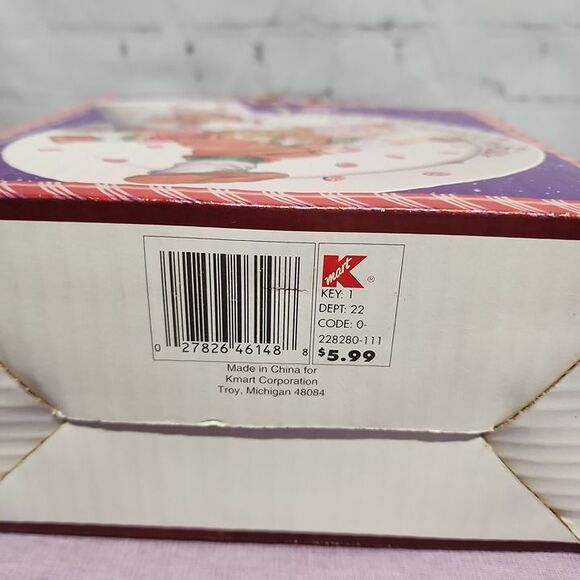 K
mart ®
KEY: 1
DEPT: 22
CODE: 0-
228280-111
$5.99
0 27826 46148 8
Made in China for
Kmart Corporation
Troy, Michigan 48084